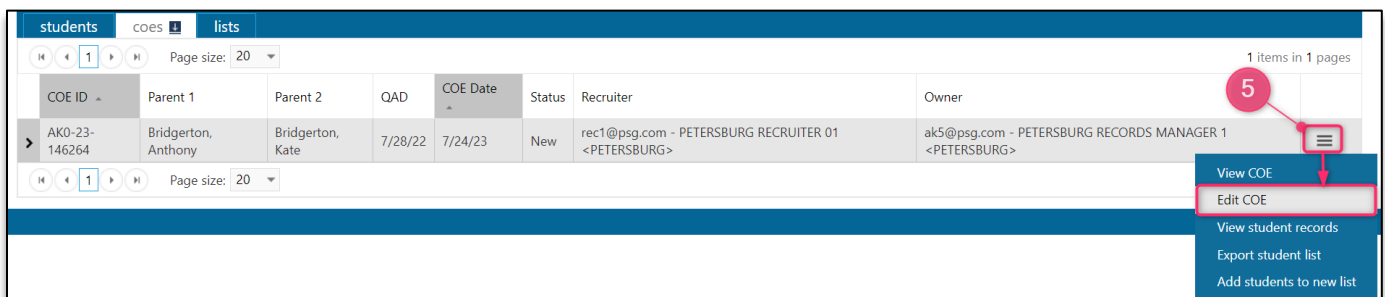 students coes lists
1 Page size: 20 1 items in 1 pages
COE ID Parent 1 Parent 2 QAD COE Date Status Recruiter Owner
5
AK0-23- Bridgerton, Bridgerton, 7/28/22 7/24/23 New rec1@psg.com - PETERSBURG RECRUITER 01 ak5@psg.com - PETERSBURG RECORDS MANAGER 1
146264 Anthony Kate <PETERSBURG> <PETERSBURG>
1 Page size: 20
View COE
Edit COE
View student records
Export student list
Add students to new list